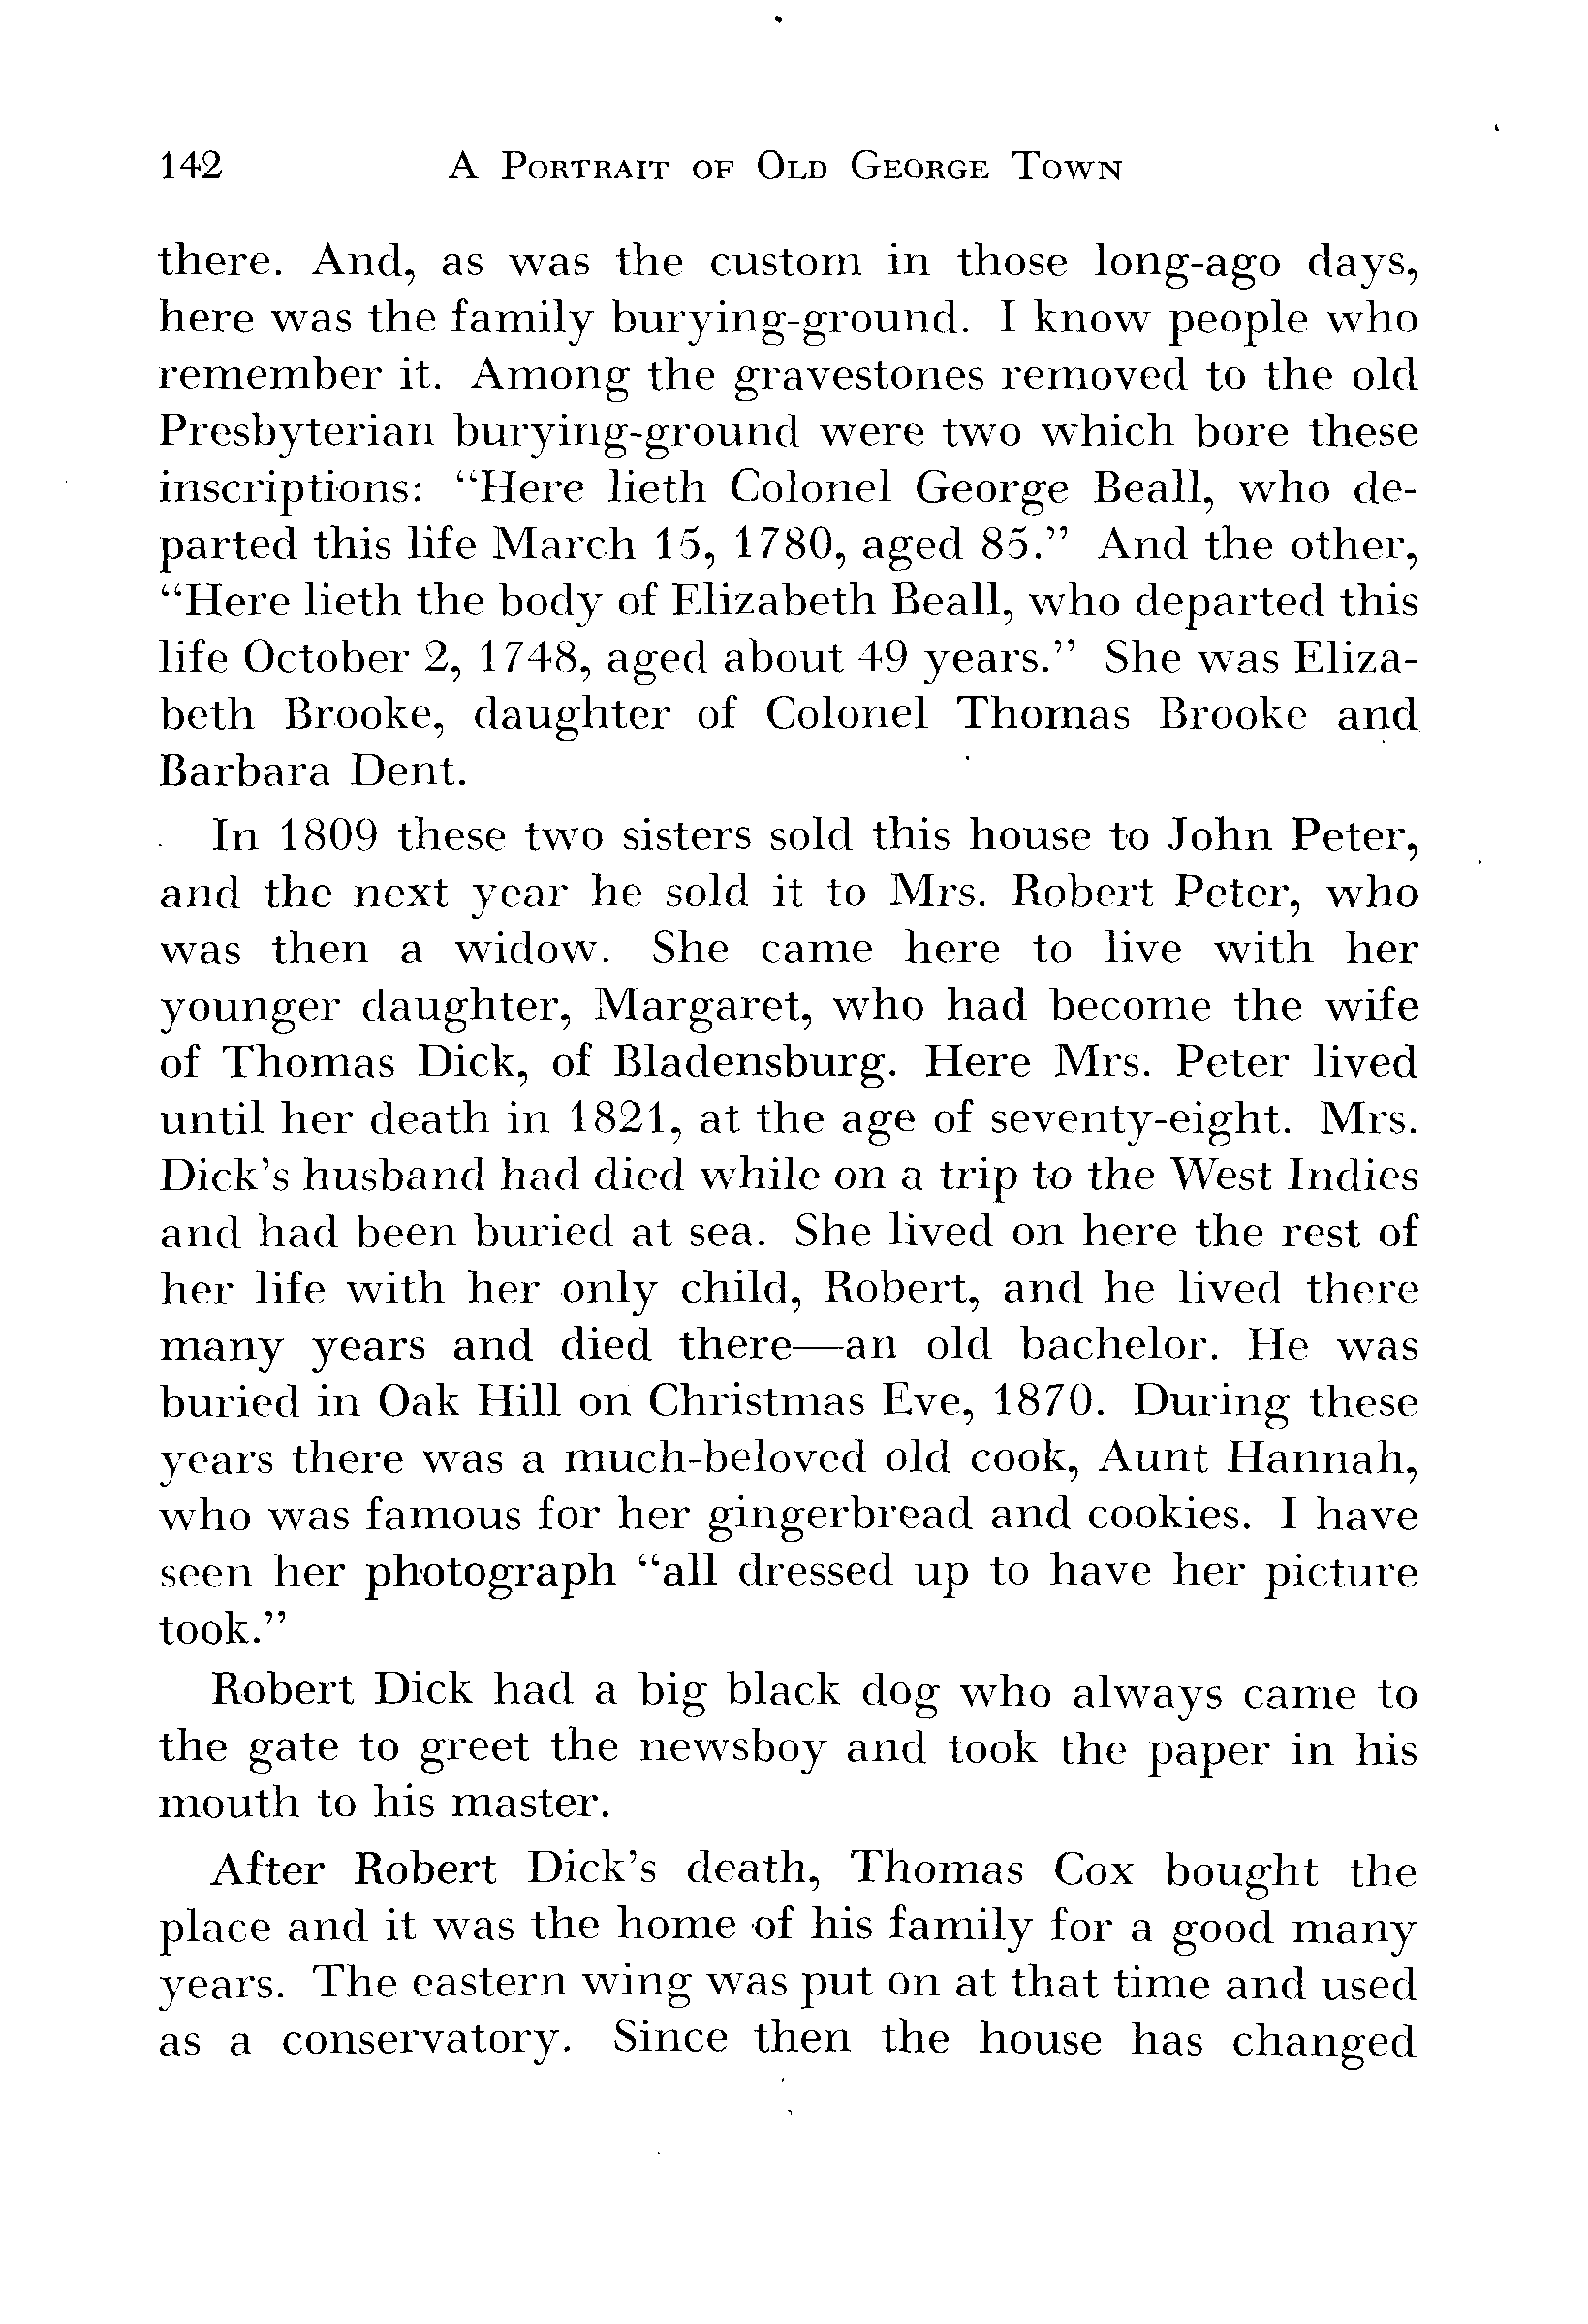 142 A Portrait of Old George Town
there. And, as was the custom in those long-ago days,
here was the family burying-ground. I know people who
remember it. Among the gravestones removed to the old
Presbyterian burying-ground were two which bore these
inscriptions: “Here lieth Colonel George Beall, who de-
parted this life March 15, 1780, aged 85.” And the other,
“Here lieth the body of Elizabeth Beall, who departed this
life October 2, 1748, aged about 49 years.” She was Eliza-
beth Brooke, daughter of Colonel Thomas Brooke and
Barbara Dent.
In 1809 these two sisters sold this house to John Peter,
and the next year he sold it to Mrs. Robert Peter, who
was then a widow. She came here to live with her
younger daughter, Margaret, who had become the wife
of Thomas Dick, of Bladensburg. Here Mrs. Peter lived
until her death in 1821, at the age of seventy-eight. Mrs.
Dick’s husband had died while on a trip to the West Indies
and had been buried at sea. She lived on here the rest of
her life with her only child, Robert, and he lived there
many years and died there—an old bachelor. He was
buried in Oak Hill on Christmas Eve, 1870. During these
years there was a much-beloved old cook, Aunt Hannah,
who was famous for her gingerbread and cookies. I have
seen her photograph “all dressed up to have her picture
took.”
Robert Dick had a big black dog who always came to
the gate to greet the newsboy and took the paper in his
mouth to his master.
After Robert Dick’s death, Thomas Cox bought the
place and it was the home of his family for a good many
years. The eastern wing was put on at that time and used
as a conservatory. Since then the house has changed